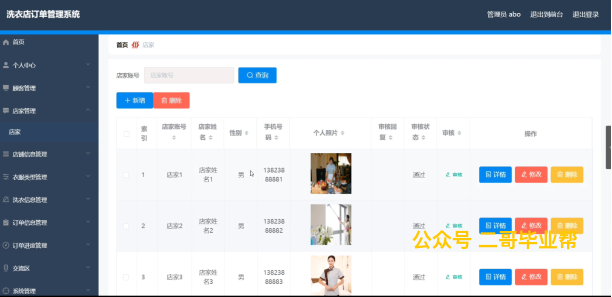 洗衣店订单管理系统
管理员 abo 退出到前台 退出登录
首页
个人中心
顾客管理
店家管理
店家
店铺信息管理
衣服类型管理
洗衣信息管理
订单信息管理
订单进度管理
交流区
系统管理
首页 店家
店家账号 店家账号 查询
+ 新增 删除
索引 店家账号 店家姓名 性别 手机号码 个人照片 审核回复 审核状态 审核 操作
1 店家1 店家姓名1 男 13823888881 通过 审核 详情 修改 删除
2 店家2 店家姓名2 男 13823888882 通过 审核 详情 修改 删除
3 店家3 店家姓名3 男 13823888883 通过 审核 详情 修改 删除
公众号 二哥毕业帮